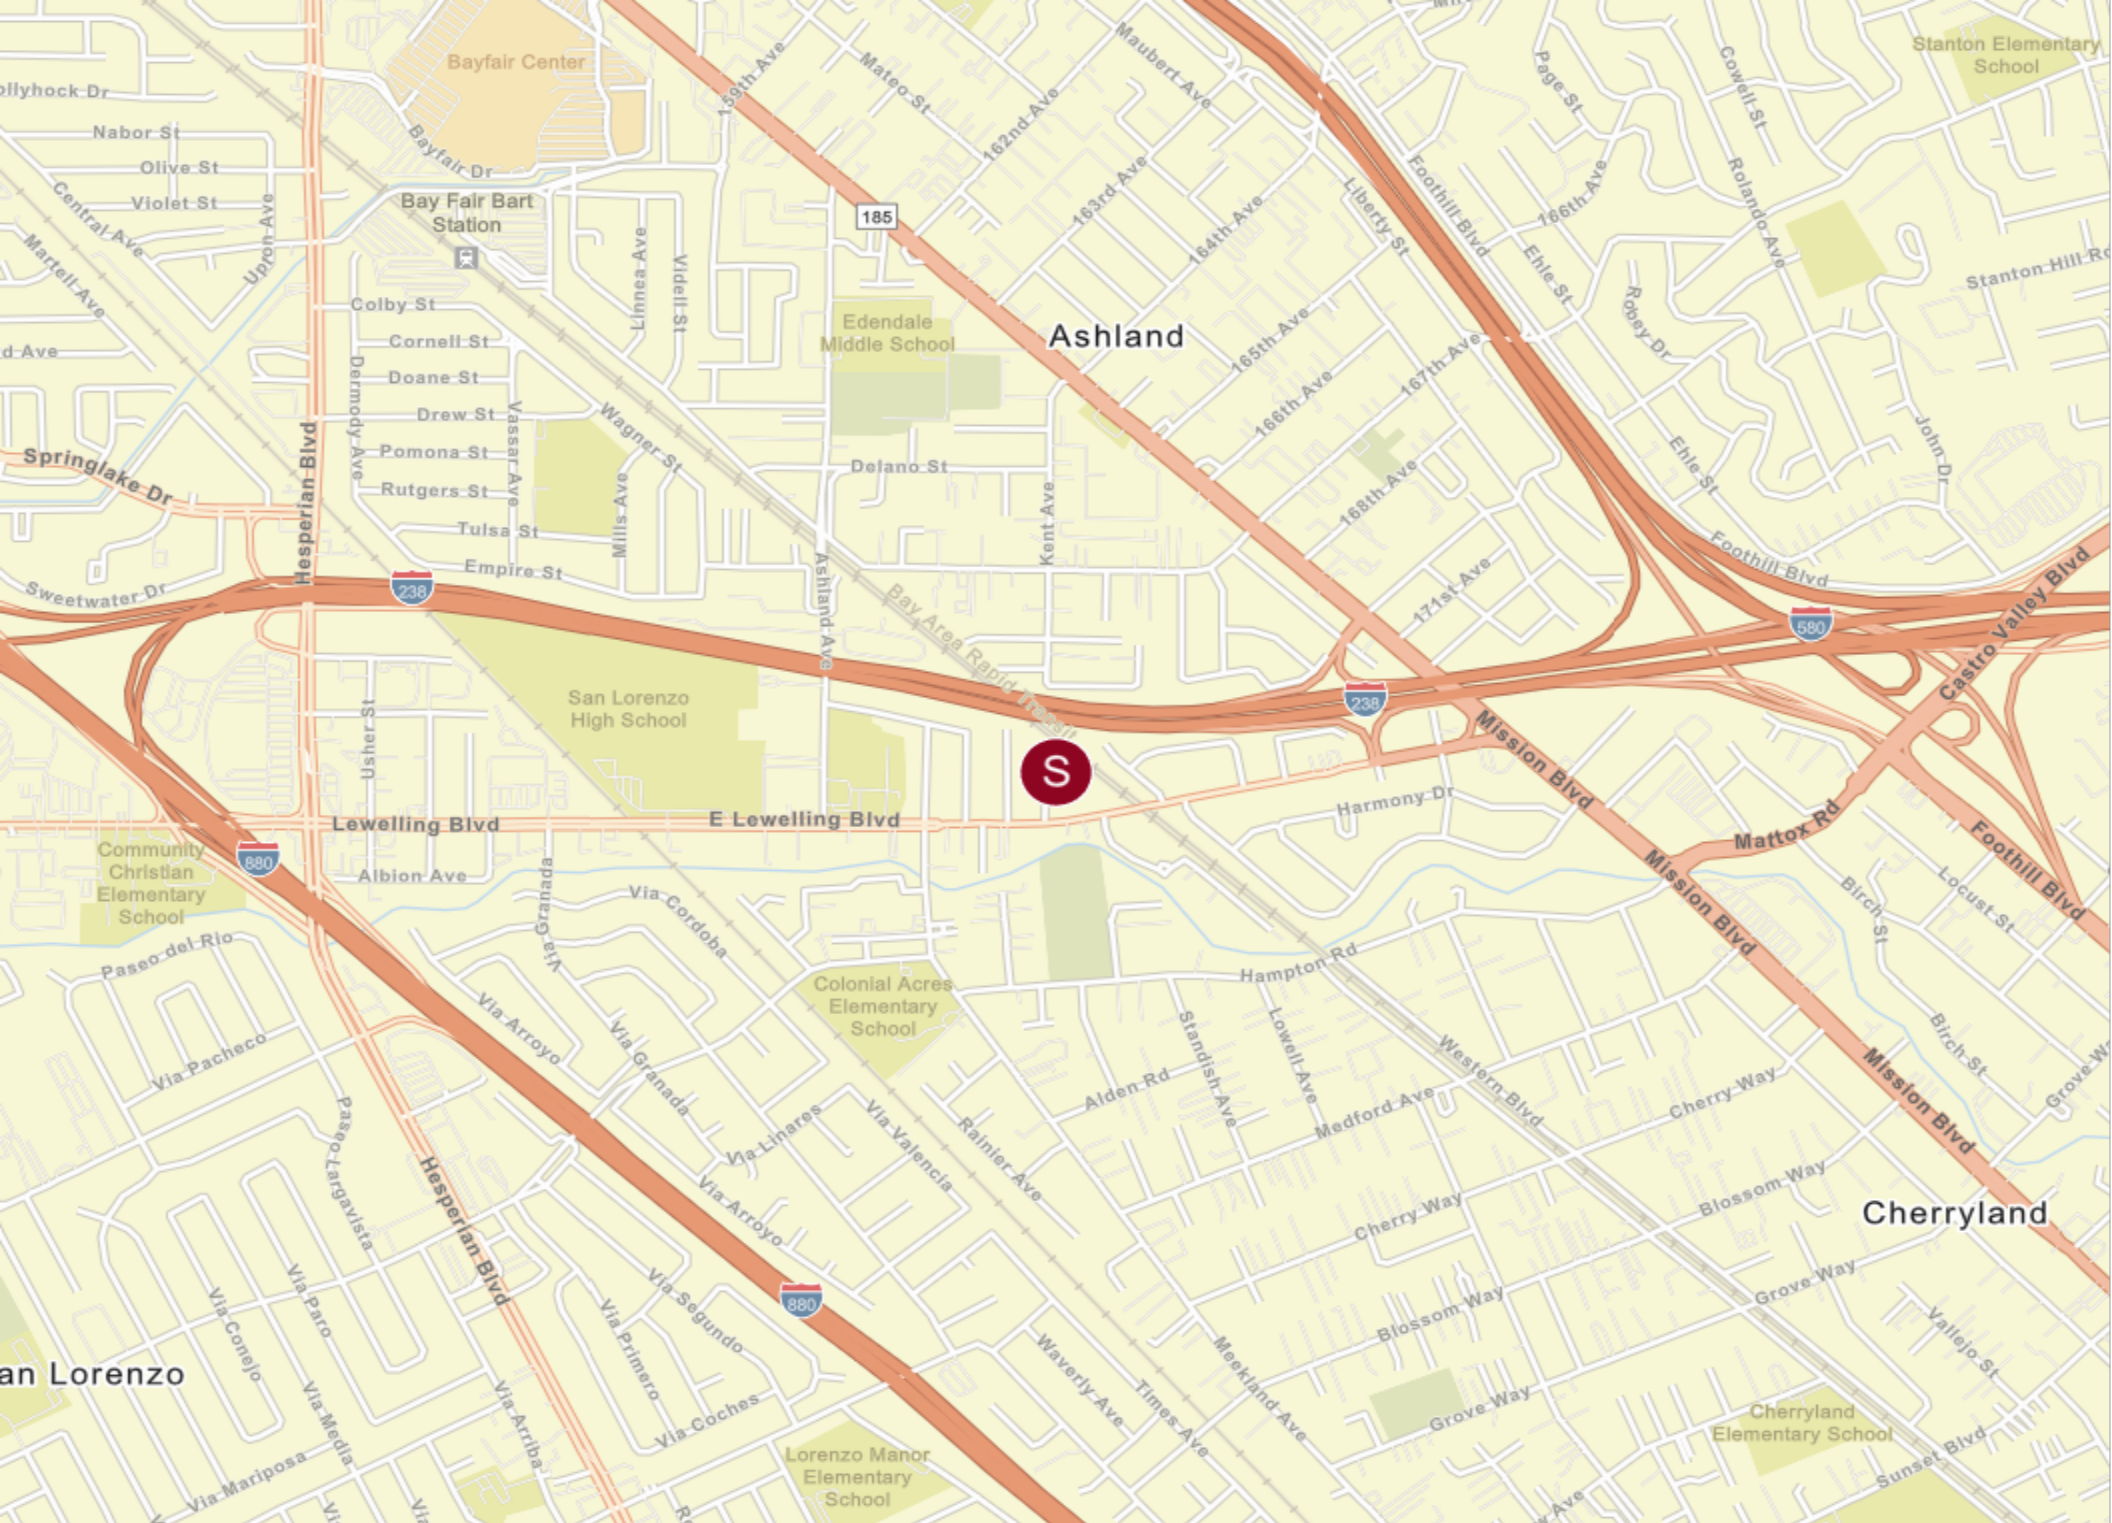 Bayfair Center
Stanton Elementary
School
ollyhock Dr
Nabor St
Olive St
Violet St
Central Ave
Martell Ave
Upton Ave
Bayfair Dr
Bay Fair Bart
Station
159th Ave
Mateo St
Maubert Ave
162nd Ave
163rd Ave
164th Ave
Page St
Cowell St
Rolando Ave
166th Ave
Foothill Blvd
Liberty St
Ehle St
Robey Dr
Stanton Hill Rd
185
Linnea Ave
Videll St
Colby St
Cornell St
Doane St
Drew St
Pomona St
Rutgers St
Tulsa St
Empire St
d Ave
Dermody Ave
Vassar Ave
Wagner St
Mills Ave
Edendale
Middle School
Ashland
165th Ave
166th Ave
167th Ave
168th Ave
171st Ave
Ehle St
John Dr
Foothill Blvd
Castro Valley Blvd
Springlake Dr
Hesperian Blvd
Sweetwater Dr
238
Delano St
Kent Ave
Ashland Ave
Bay Area Rapid Transit
580
238
San Lorenzo
High School
Usher St
S
Mission Blvd
Harmony Dr
Mattox Rd
Lewelling Blvd
E Lewelling Blvd
880
Community
Christian
Elementary
School
Albion Ave
Via Granada
Via Cordoba
Mission Blvd
Birch St
Locust St
Foothill Blvd
Paseo del Rio
Via Pacheco
Via Arroyo
Via Granada
Colonial Acres
Elementary
School
Hampton Rd
Standish Ave
Lowell Ave
Western Blvd
Alden Rd
Medford Ave
Cherry Way
Mission Blvd
Birch St
Grove Wa
Paseo Largavista
Hesperian Blvd
Via Linares
Via Valencia
Rainier Ave
Via Arroyo
Cherry Way
Blossom Way
Cherryland
880
Via Paro
Via Conejo
Via Segundo
Via Primero
Blossom Way
Grove Way
Vallejo St
an Lorenzo
Via Media
Via Arriba
Via Coches
Waverly Ave
Times Ave
Meekland Ave
Grove Way
Cherryland
Elementary School
Sunset Blvd
Via Mariposa
Lorenzo Manor
Elementary
School